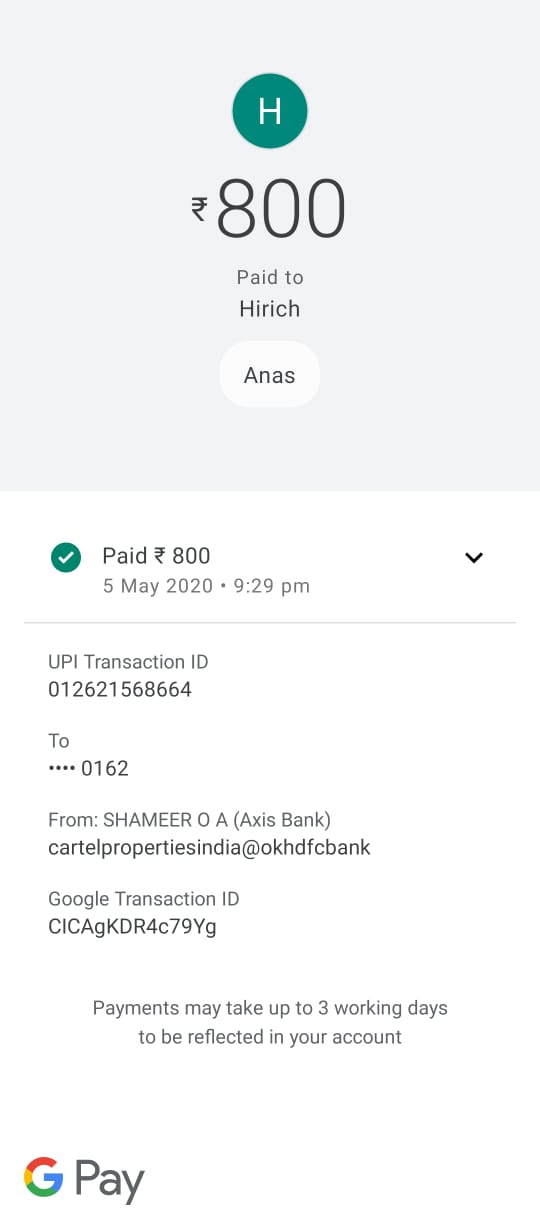 H
₹800
Paid to
Hirich
Anas
Paid ₹ 800
5 May 2020 • 9:29 pm
UPI Transaction ID
012621568664
To
•••• 0162
From: SHAMEER O A (Axis Bank)
cartelpropertiesindia@okhdfcbank
Google Transaction ID
CICAgKDR4c79Yg
Payments may take up to 3 working days
to be reflected in your account
G Pay